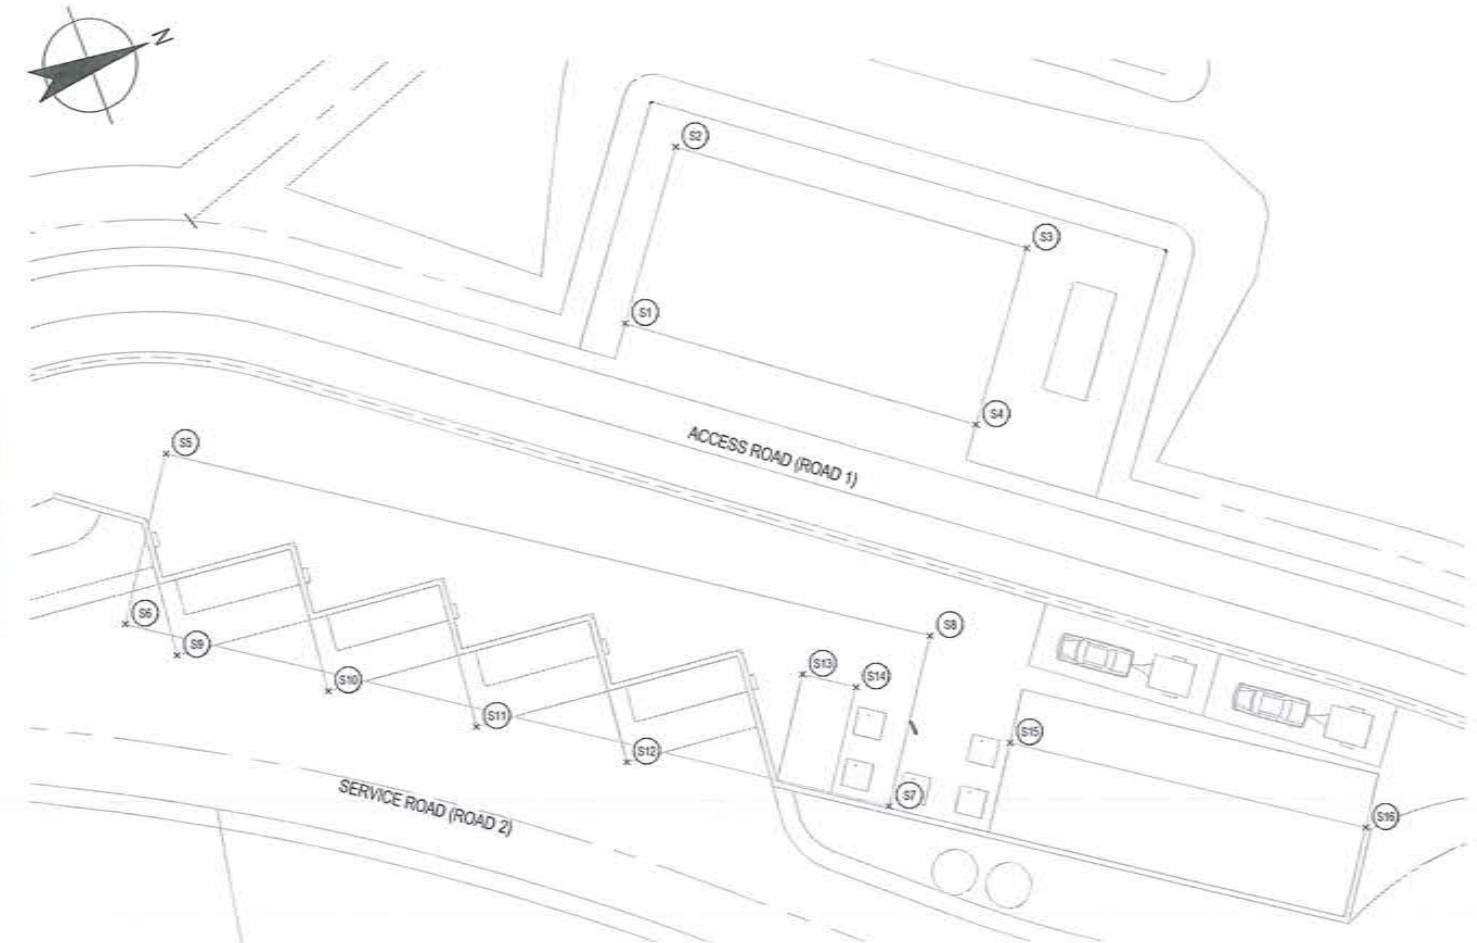 N
S2
S3
S1
S4
ACCESS ROAD (ROAD 1)
S5
S6
S8
S9
S13
S14
S10
S11
S15
S12
S7
SERVICE ROAD (ROAD 2)
S16